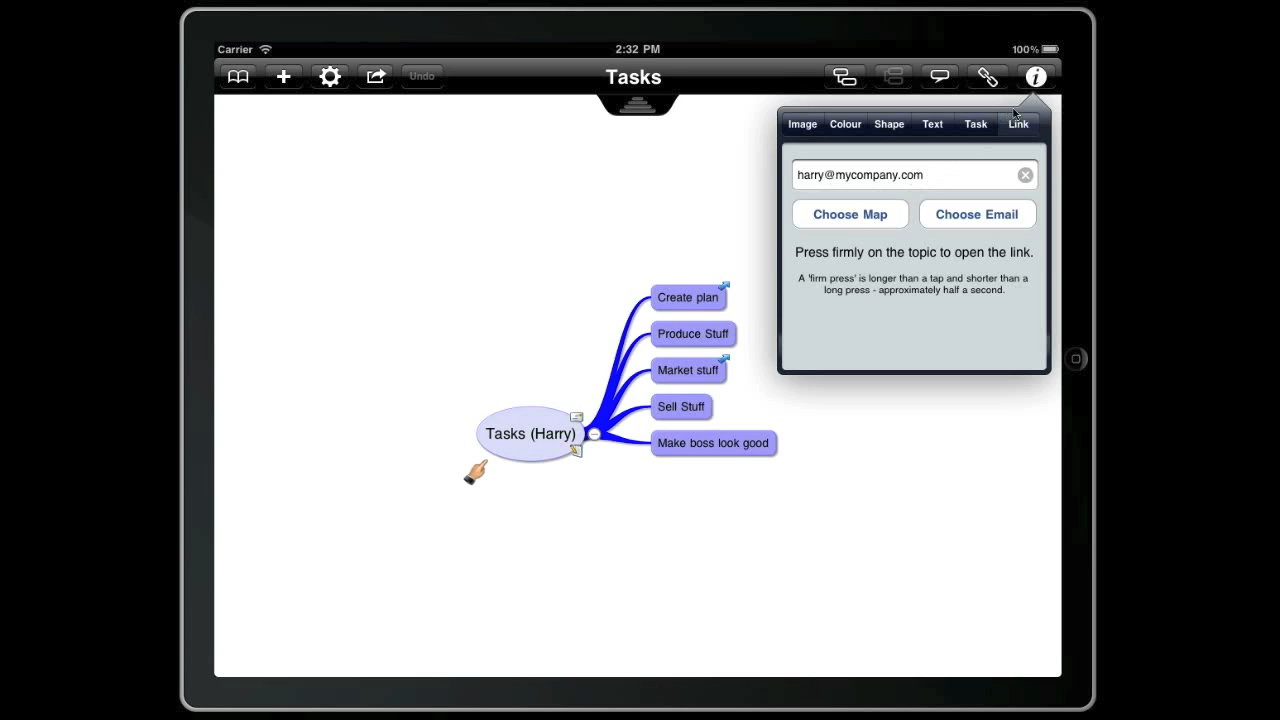 Carrier 2:32 PM 100%
Undo Tasks
Image Colour Shape Text Task Link
harry@mycompany.com
Choose Map Choose Email
Press firmly on the topic to open the link.
A 'firm press' is longer than a tap and shorter than a
long press - approximately half a second.
Create plan
Produce Stuff
Market stuff
Sell Stuff
Tasks (Harry)
Make boss look good